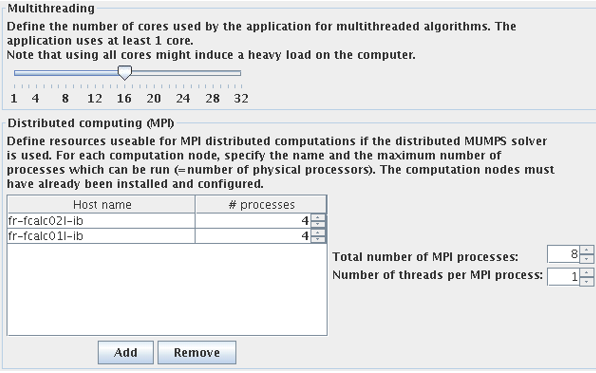 Multithreading
Define the number of cores used by the application for multithreaded algorithms. The
application uses at least 1 core.
Note that using all cores might induce a heavy load on the computer.
1 4 8 12 16 20 24 28 32
Distributed computing (MPI)
Define resources useable for MPI distributed computations if the distributed MUMPS solver
is used. For each computation node, specify the name and the maximum number of
processes which can be run (=number of physical processors). The computation nodes must
have already been installed and configured.
Host name # processes
fr-fcalc02l-ib 4
fr-fcalc01l-ib 4
Total number of MPI processes: 8
Number of threads per MPI process: 1
Add Remove